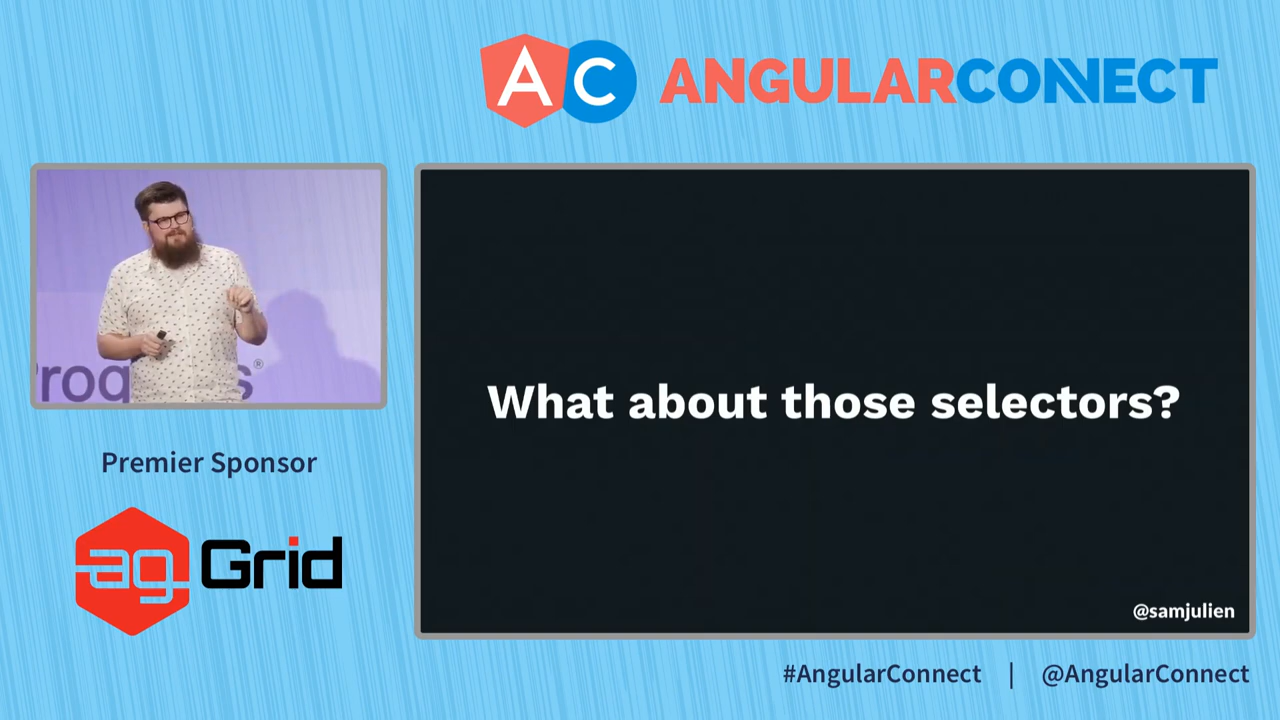 AC ANGULARCONNECT
What about those selectors?
@samjulien
Premier Sponsor
ag Grid
#AngularConnect | @AngularConnect